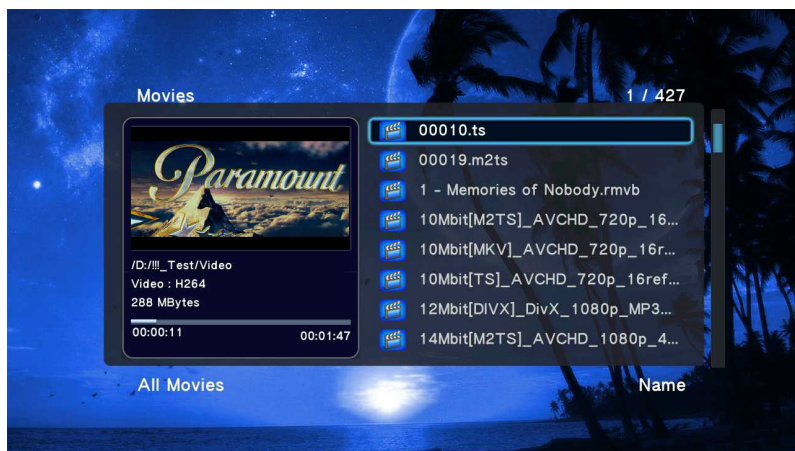 Movies
1 / 427
Paramount
/D:/!!!_Test/Video
Video : H264
288 MBytes
00:00:11
00:01:47
00010.ts
00019.m2ts
1 - Memories of Nobody.rmvb
10Mbit[M2TS]_AVCHD_720p_16...
10Mbit[MKV]_AVCHD_720p_16r...
10Mbit[TS]_AVCHD_720p_16ref...
12Mbit[DIVX]_DivX_1080p_MP3...
14Mbit[M2TS]_AVCHD_1080p_4...
All Movies
Name